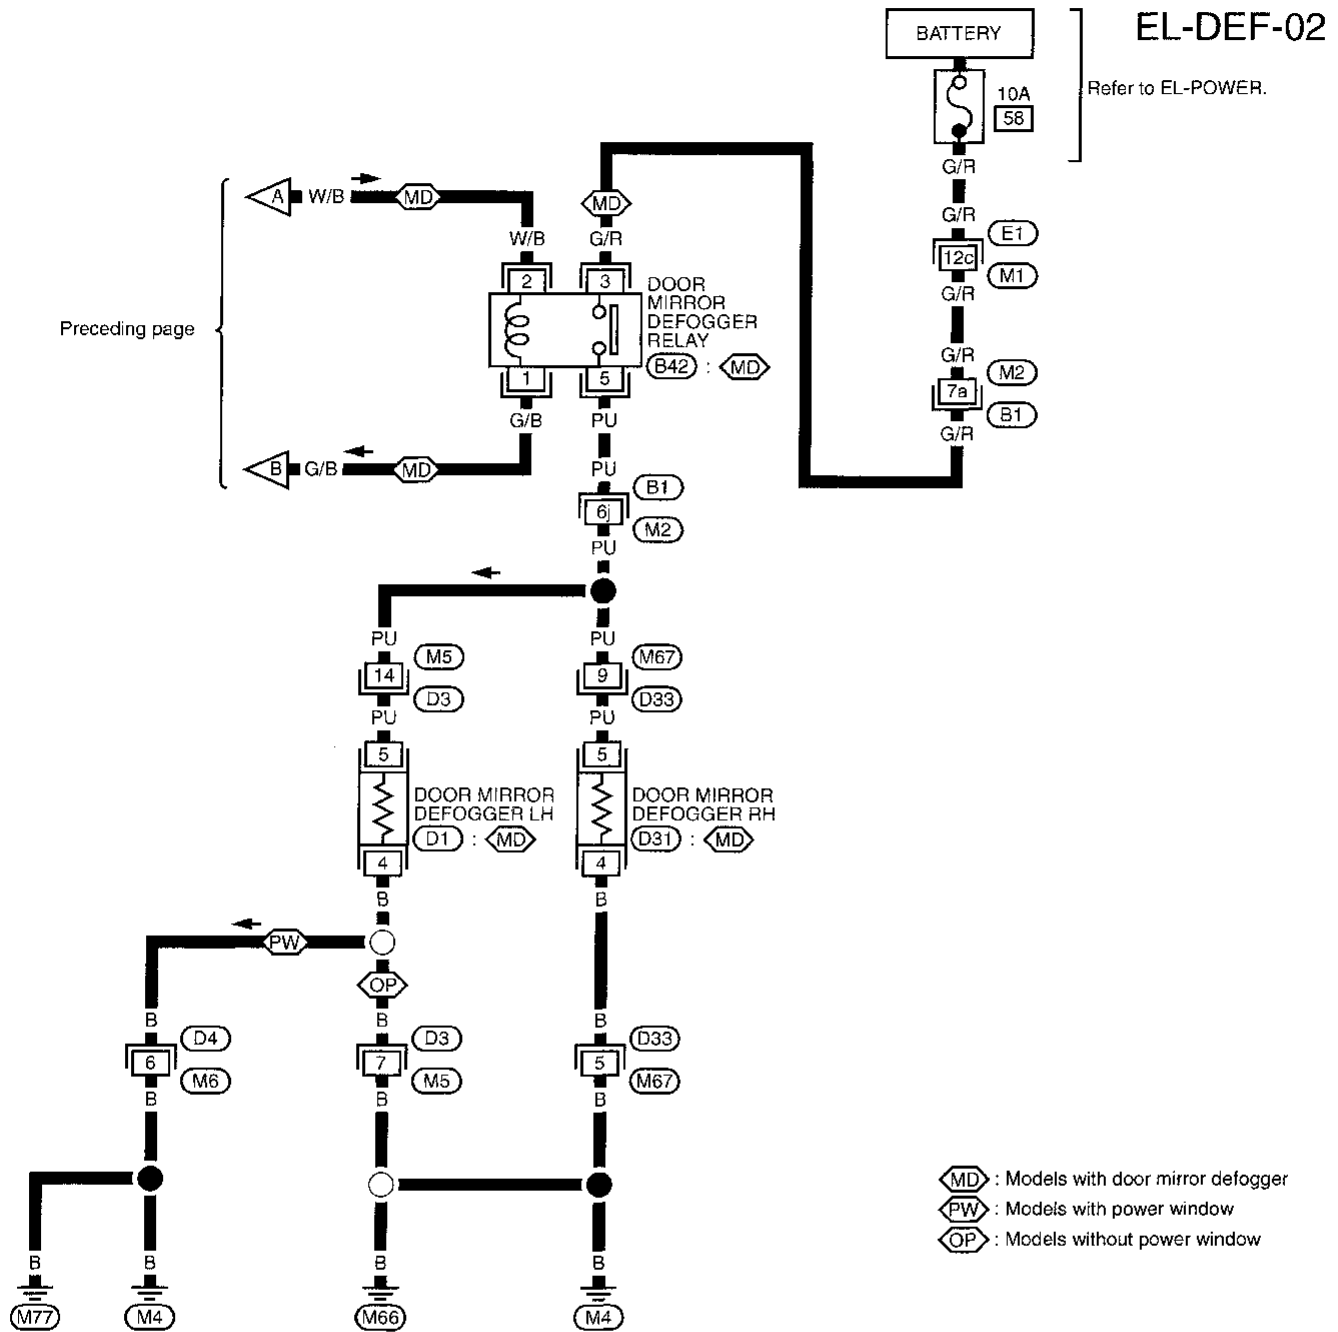 EL-DEF-02
BATTERY
Refer to EL-POWER.
10A
58
G/R
A
W/B
MD
MD
G/R
E1
W/B
G/R
12c
M1
2
3
DOOR
MIRROR
DEFOGGER
RELAY
B42 : MD
G/R
Preceding page
G/R
M2
1
5
7a
B1
G/B
PU
G/R
B
G/B
MD
PU
B1
6j
M2
PU
PU
PU
M5
M67
14
9
D3
D33
PU
PU
5
5
DOOR MIRROR
DEFOGGER LH
D1 : MD
DOOR MIRROR
DEFOGGER RH
D31 : MD
4
4
B
B
PW
OP
B
B
B
D4
D3
D33
6
7
5
M6
M5
M67
B
B
B
MD : Models with door mirror defogger
PW : Models with power window
OP : Models without power window
B
B
B
B
M77
M4
M66
M4